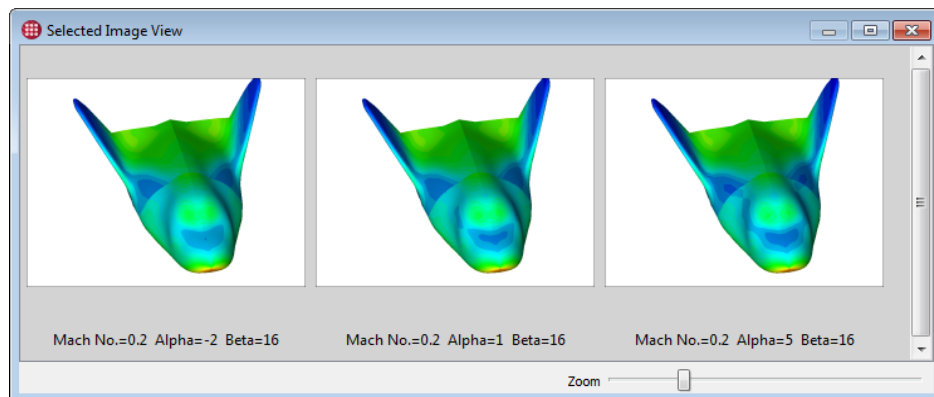 Selected Image View
Mach No.=0.2 Alpha=-2 Beta=16
Mach No.=0.2 Alpha=1 Beta=16
Mach No.=0.2 Alpha=5 Beta=16
Zoom